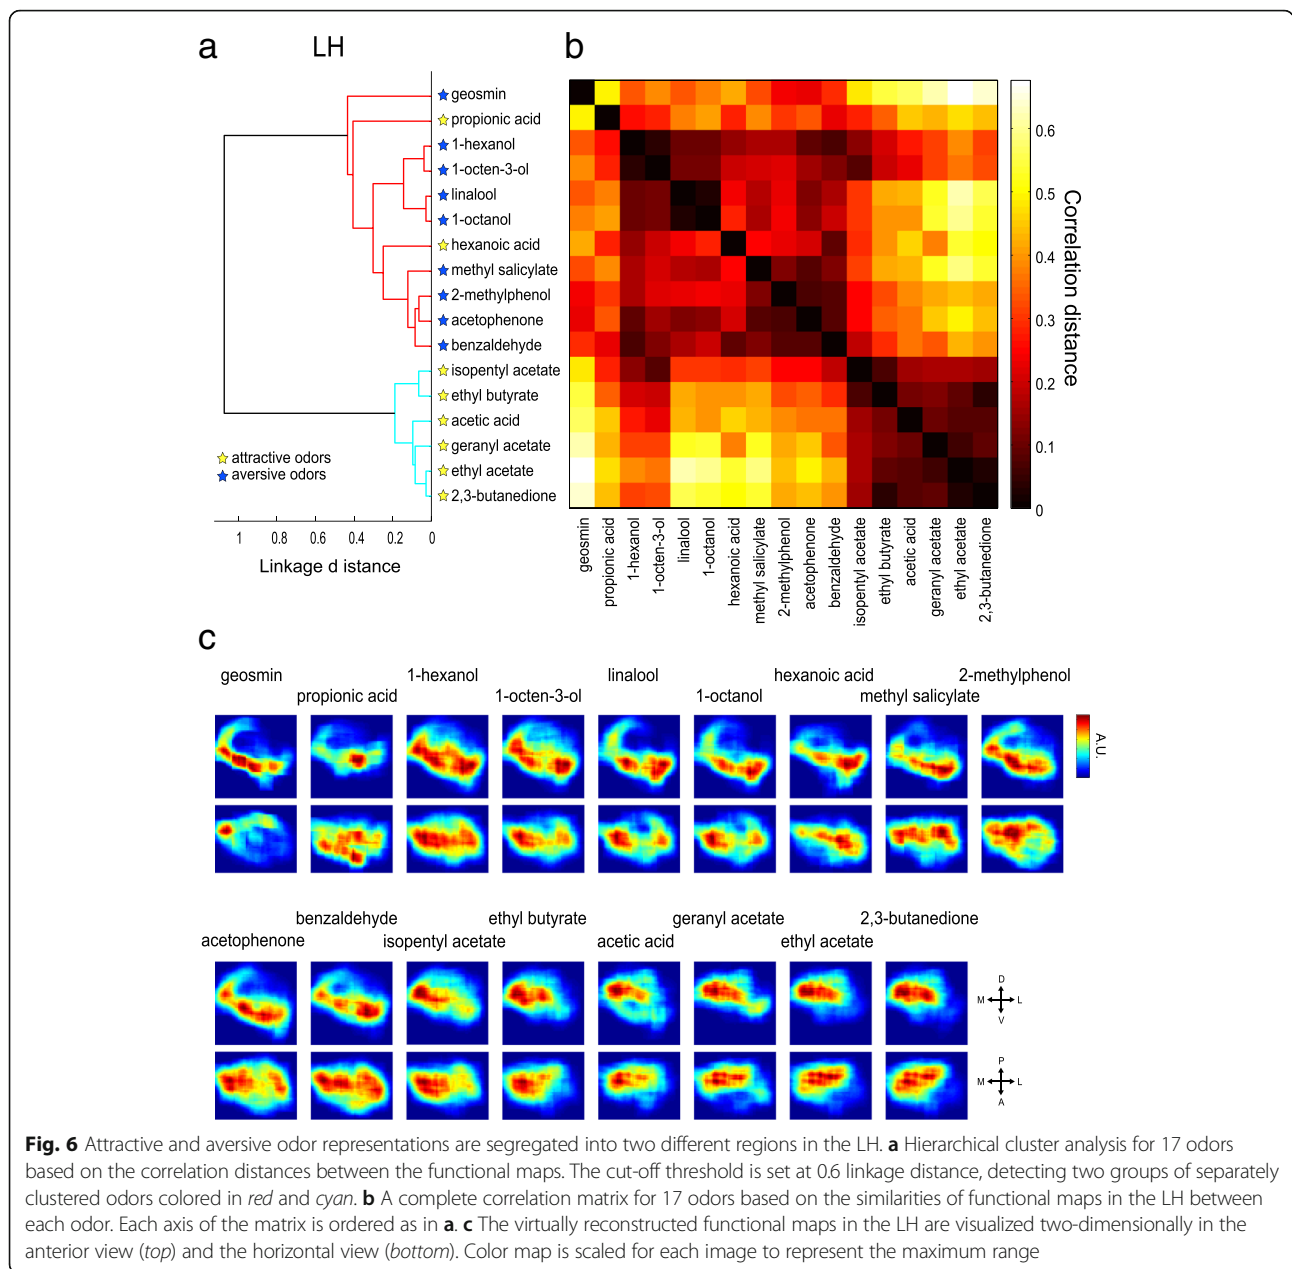 a
LH
geosmin
propionic acid
1-hexanol
1-octen-3-ol
linalool
1-octanol
hexanoic acid
methyl salicylate
2-methylphenol
acetophenone
benzaldehyde
isopentyl acetate
ethyl butyrate
acetic acid
geranyl acetate
ethyl acetate
2,3-butanedione
attractive odors
aversive odors
1 0.8 0.6 0.4 0.2 0
Linkage d istance
b
0.6
0.5
0.4
0.3
0.2
0.1
0
Correlation distance
geosmin
propionic acid
1-hexanol
1-octen-3-ol
linalool
1-octanol
hexanoic acid
methyl salicylate
2-methylphenol
acetophenone
benzaldehyde
isopentyl acetate
ethyl butyrate
acetic acid
geranyl acetate
ethyl acetate
2,3-butanedione
c
geosmin 1-hexanol linalool hexanoic acid 2-methylphenol
propionic acid 1-octen-3-ol 1-octanol methyl salicylate
A.U.
benzaldehyde ethyl butyrate geranyl acetate 2,3-butanedione
acetophenone isopentyl acetate acetic acid ethyl acetate
D
M L
V
P
M L
A
Fig. 6 Attractive and aversive odor representations are segregated into two different regions in the LH. a Hierarchical cluster analysis for 17 odors
based on the correlation distances between the functional maps. The cut-off threshold is set at 0.6 linkage distance, detecting two groups of separately
clustered odors colored in red and cyan. b A complete correlation matrix for 17 odors based on the similarities of functional maps in the LH between
each odor. Each axis of the matrix is ordered as in a. c The virtually reconstructed functional maps in the LH are visualized two-dimensionally in the
anterior view (top) and the horizontal view (bottom). Color map is scaled for each image to represent the maximum range